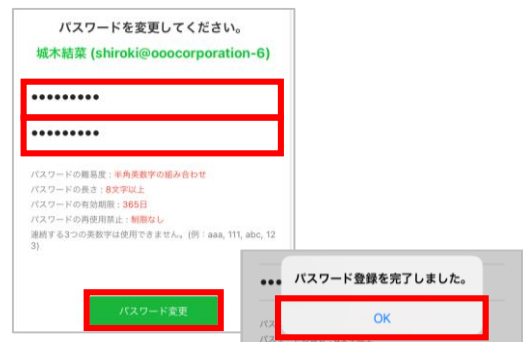 パスワードを変更してください。
城木結菜 (shiroki@ooocorporation-6)
•••••••••
•••••••••
パスワードの難易度 : 半角英数字の組み合わせ
パスワードの長さ : 8文字以上
パスワードの有効期限 : 365日
パスワードの再使用禁止 : 制限なし
連続する3つの英数字は使用できません。(例 : aaa, 111, abc, 12
3)
パスワード変更
•••
パスワード登録を完了しました。
OK
パス